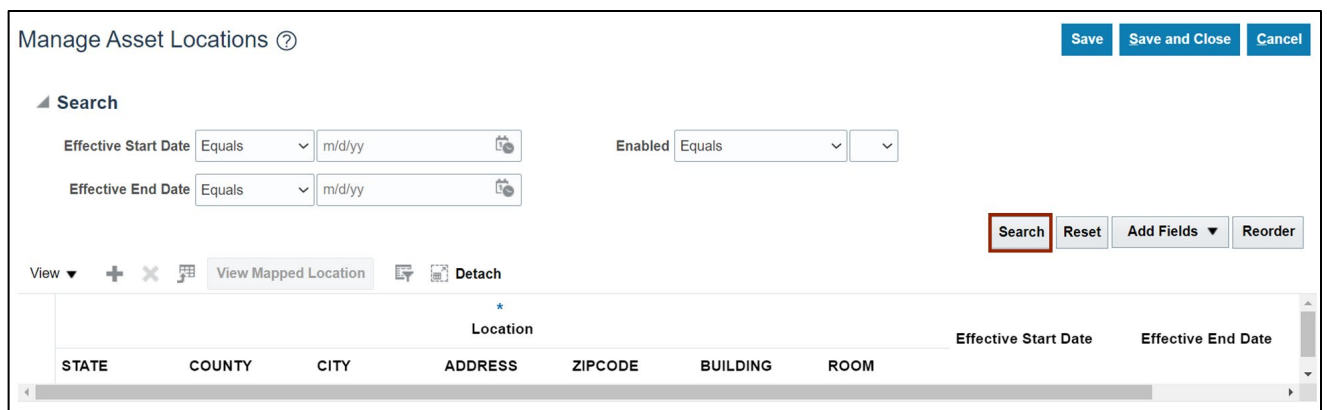 Manage Asset Locations ?
Save Save and Close Cancel
Search
Effective Start Date Equals m/d/yy Enabled Equals
Effective End Date Equals m/d/yy
Search Reset Add Fields Reorder
View View Mapped Location Detach
*
Location
Effective Start Date Effective End Date
STATE COUNTY CITY ADDRESS ZIPCODE BUILDING ROOM